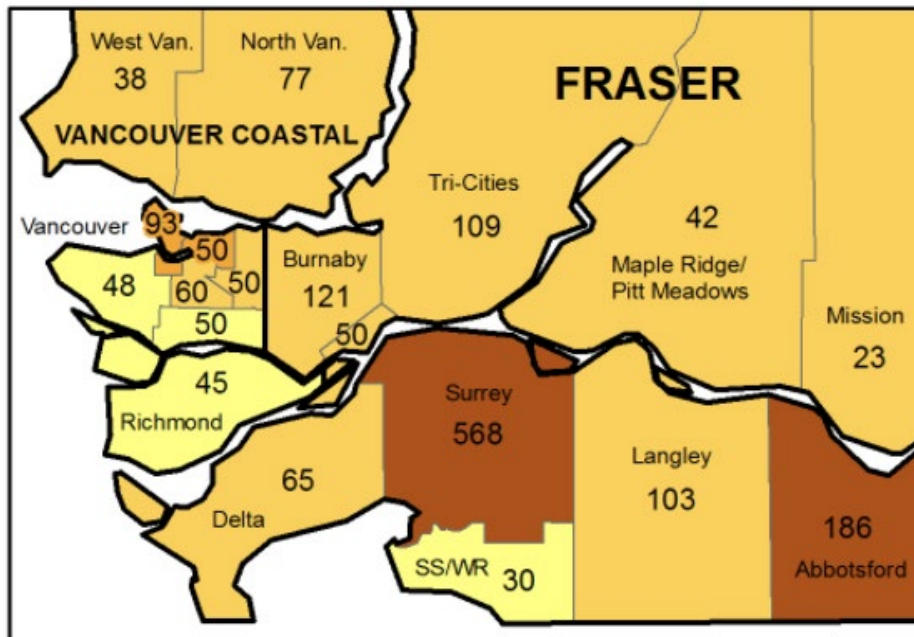 West Van.
38
North Van.
77
VANCOUVER COASTAL
FRASER
Tri-Cities
109
42
Maple Ridge/
Pitt Meadows
Mission
23
Vancouver
93
50
50
60
48
50
Burnaby
121
50
45
Richmond
Surrey
568
65
Delta
Langley
103
186
Abbotsford
SS/WR
30